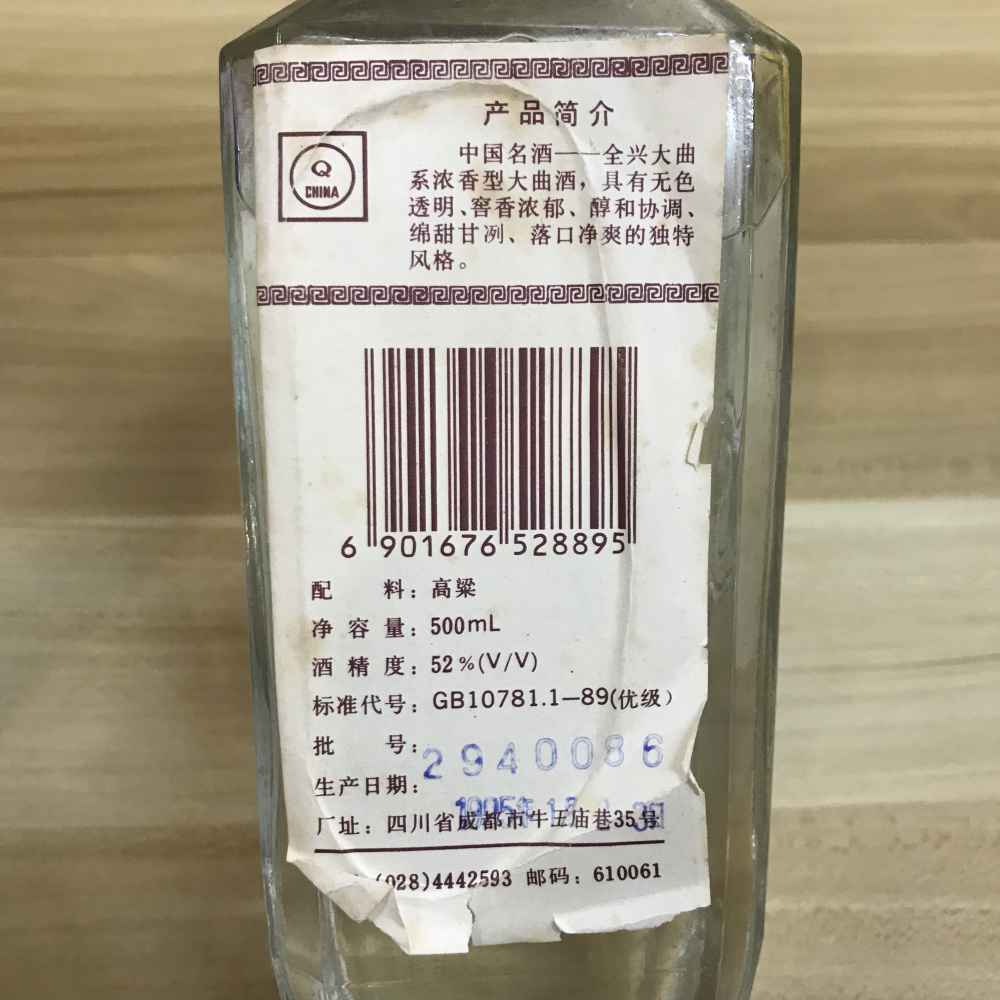 产品简介
Q
CHINA
中国名酒——全兴大曲
系浓香型大曲酒，具有无色
透明、窖香浓郁、醇和协调、
绵甜甘冽、落口净爽的独特
风格。
6 901676 528895
配料：高粱
净容量：500mL
酒精度：52%(V/V)
标准代号：GB10781.1—89(优级)
批号：2940086
生产日期：
厂址：四川省成都市牛王庙巷35号
(028)4442593 邮码：610061